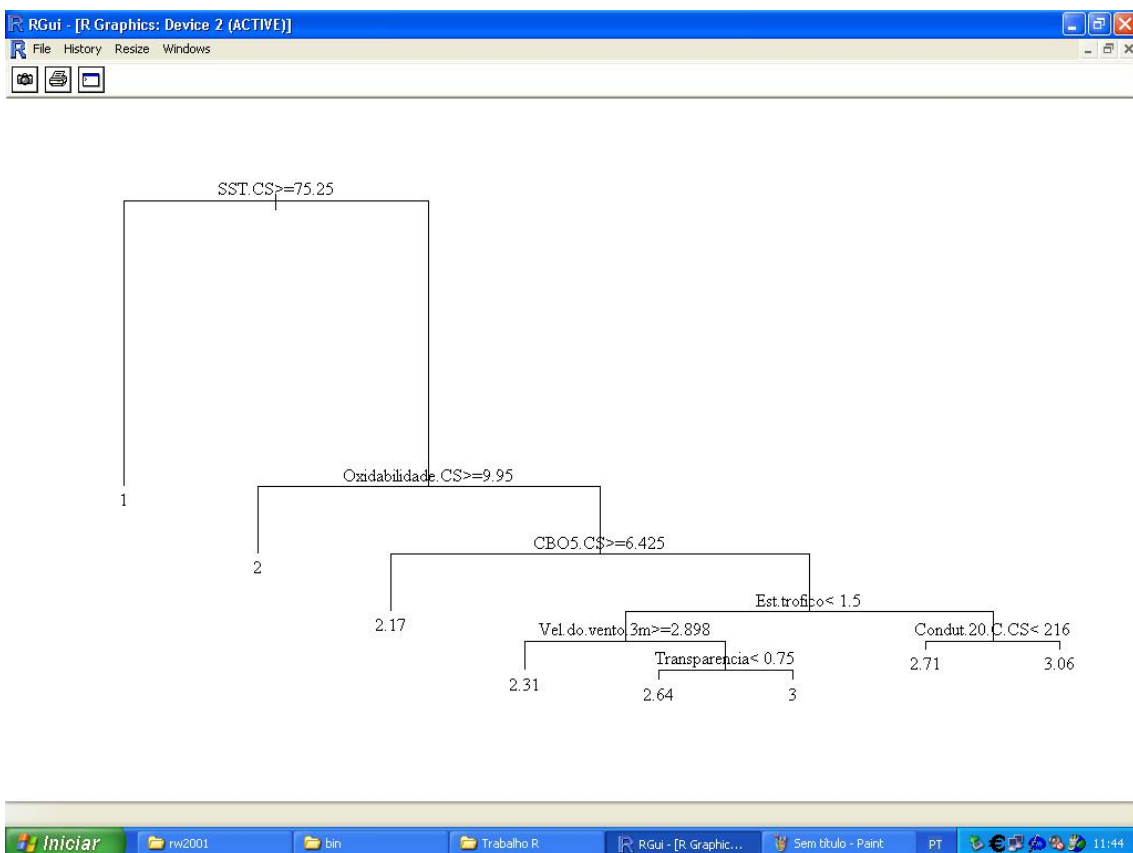 RGui - [R Graphics: Device 2 (ACTIVE)]
File History Resize Windows
SST.CS>=75.25
Oxidabilidade.CS>=9.95
1
CBO5.CS>=6.425
2
Est.trofico< 1.5
2.17
Vel.do.vento.3m>=2.898
Condut.20.C.CS< 216
Transparencia< 0.75
2.71
3.06
2.31
2.64
3
Iniciar
rw2001
bin
Trabalho R
RGui - [R Graphic...
Sem título - Paint
PT
11:44